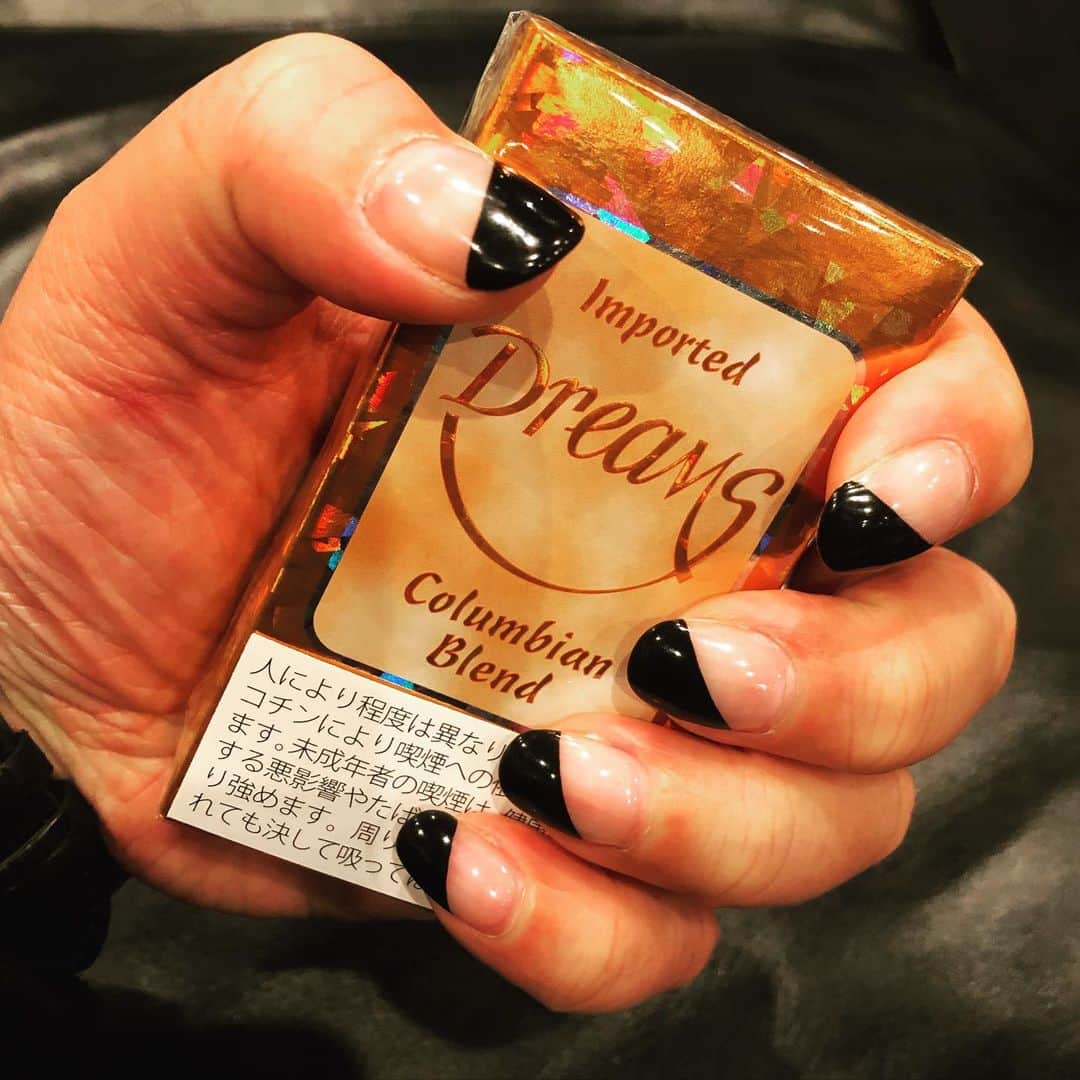 Imported
Dreams
Columbian
Blend
人により程度は異なり
コチンにより喫煙への
ます。未成年者の喫煙は、健康
する悪影響やたば
り強めます。周り
れても決して吸って